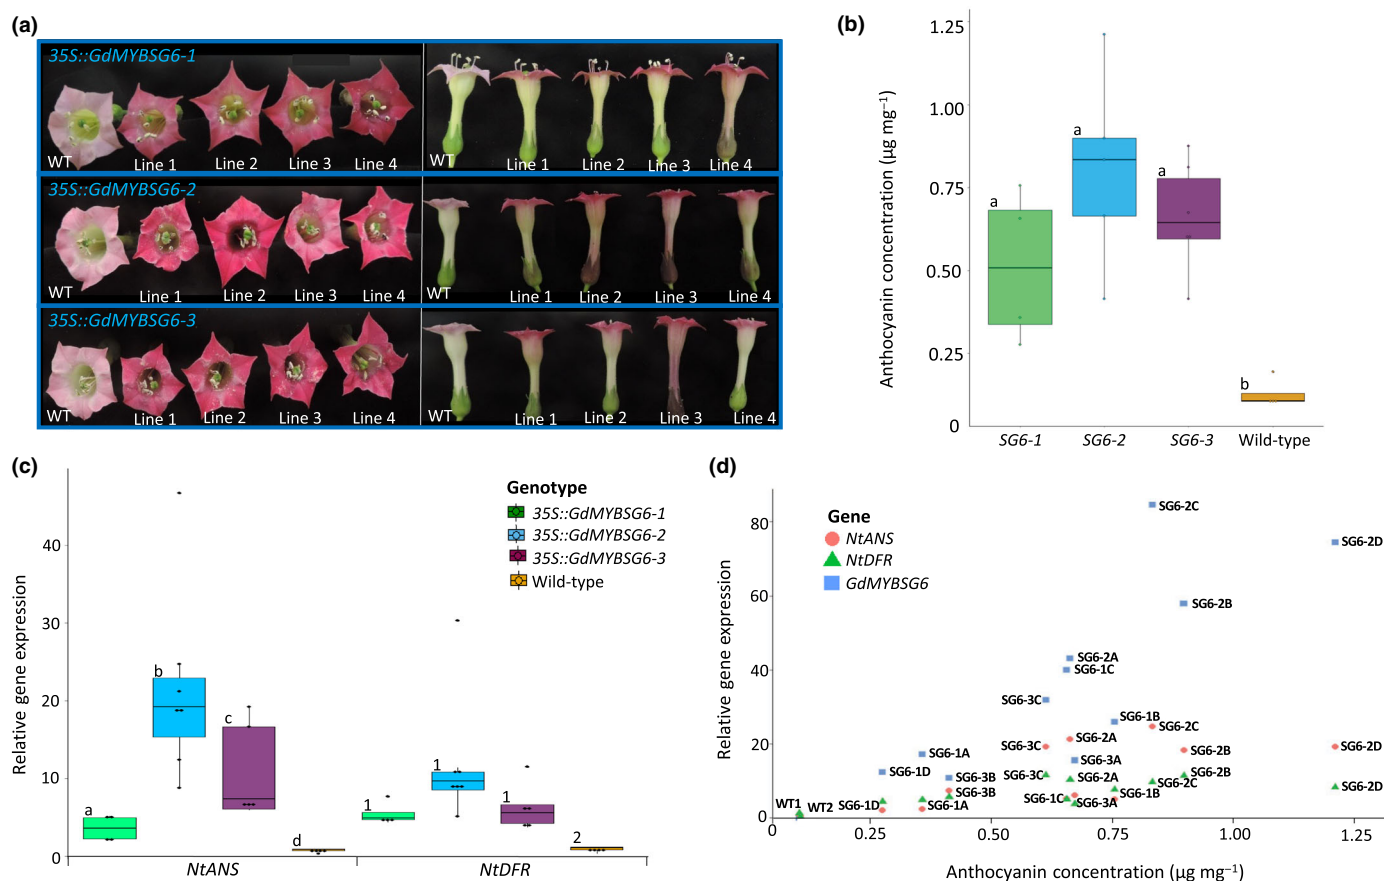 (a)
35S::GdMYBSG6-1
WT Line 1 Line 2 Line 3 Line 4 WT Line 1 Line 2 Line 3 Line 4
35S::GdMYBSG6-2
WT Line 1 Line 2 Line 3 Line 4 WT Line 1 Line 2 Line 3 Line 4
35S::GdMYBSG6-3
WT Line 1 Line 2 Line 3 Line 4 WT Line 1 Line 2 Line 3 Line 4
(b)
Anthocyanin concentration (µg mg⁻¹)
1.25
1.00
0.75
0.50
0.25
0
a
a
a
b
SG6-1 SG6-2 SG6-3 Wild-type
(c)
Relative gene expression
40
30
20
10
0
Genotype
35S::GdMYBSG6-1
35S::GdMYBSG6-2
35S::GdMYBSG6-3
Wild-type
a
b
c
d
1
1
1
2
NtANS NtDFR
(d)
Relative gene expression
80
60
40
20
0
Gene
NtANS
NtDFR
GdMYBSG6
SG6-2C
SG6-2D
SG6-2B
SG6-2A
SG6-1C
SG6-3C
SG6-1B
SG6-2C
SG6-1A
SG6-3C
SG6-2A
SG6-2B
SG6-2D
SG6-3A
SG6-1D
SG6-3B
SG6-3C
SG6-2A
SG6-2B
SG6-2C
SG6-2D
SG6-3B
SG6-1B
SG6-1C
SG6-3A
WT1
WT2
SG6-1D
SG6-1A
0 0.25 0.50 0.75 1.00 1.25
Anthocyanin concentration (µg mg⁻¹)